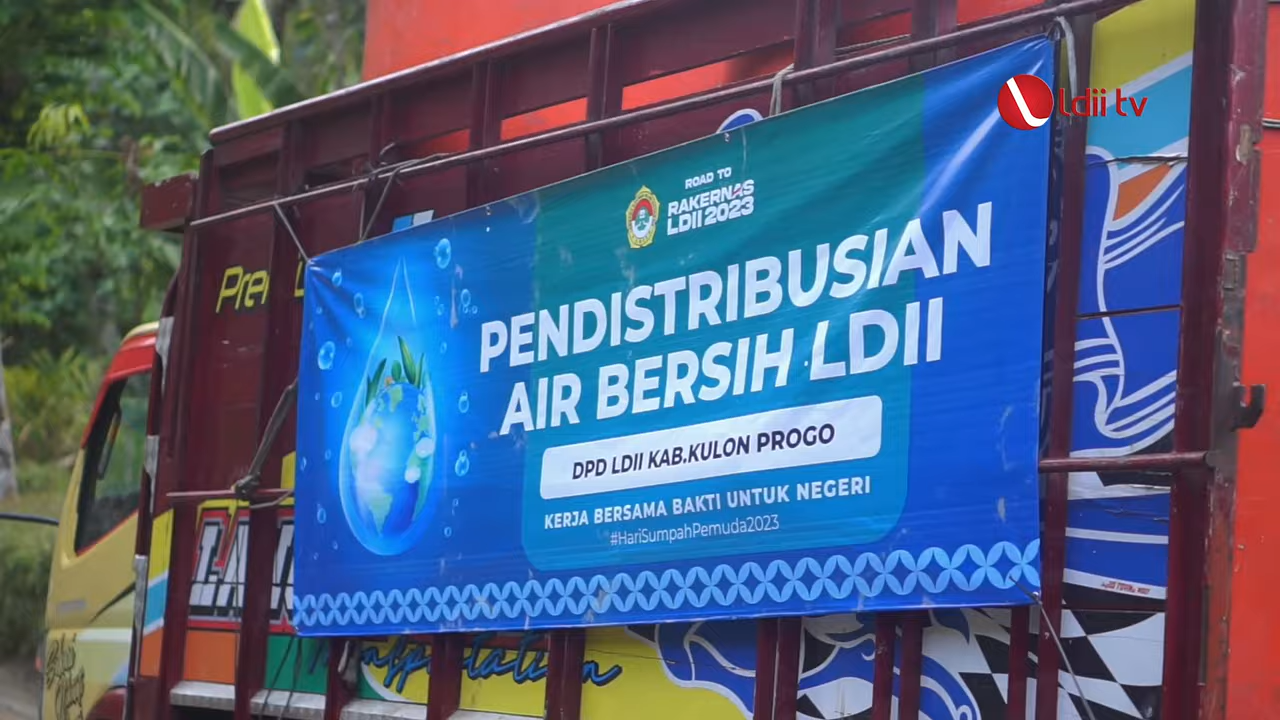 ldii tv
ROAD TO
RAKERNAS
LDII 2023
PENDISTRIBUSIAN
AIR BERSIH LDII
DPD LDII KAB.KULON PROGO
KERJA BERSAMA BAKTI UNTUK NEGERI
#HariSumpahPemuda2023